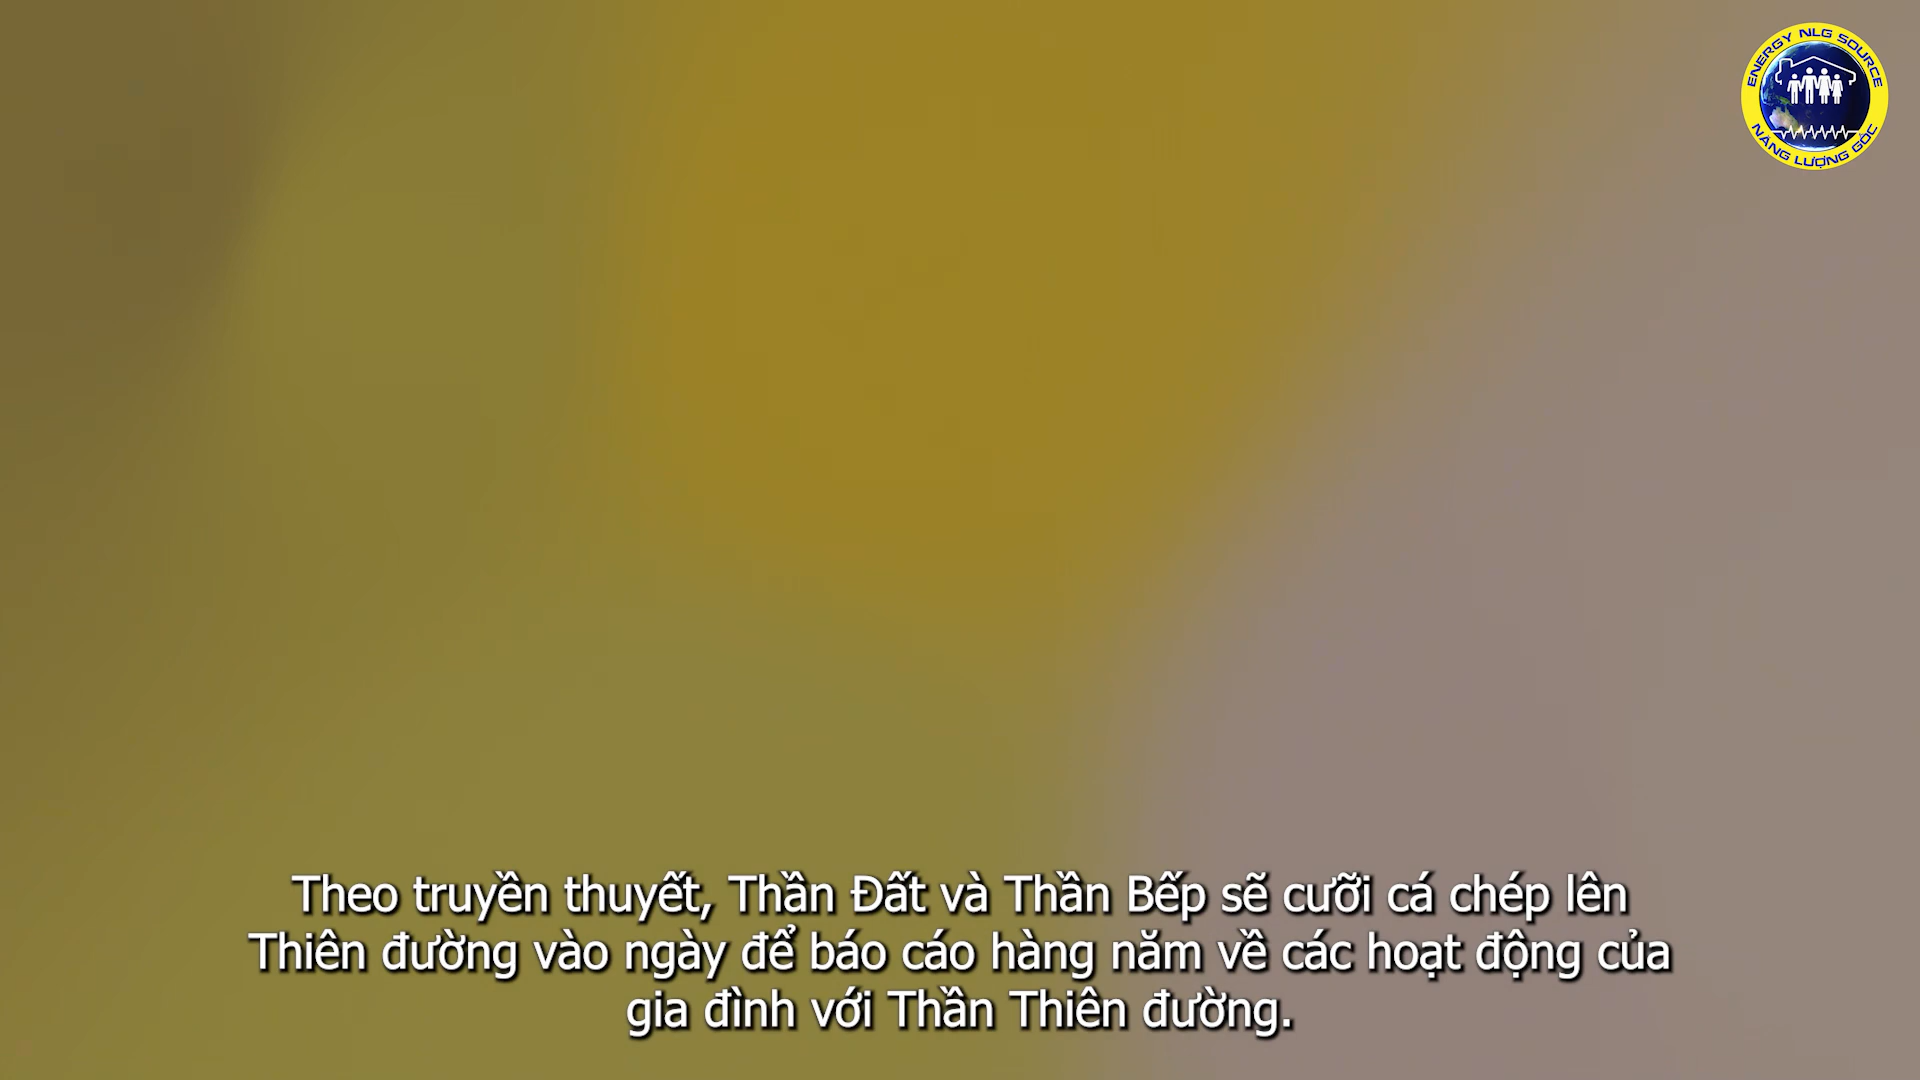 ENERGY NLG SOURCE
NĂNG LƯỢNG GỐC
Theo truyền thuyết, Thần Đất và Thần Bếp sẽ cưỡi cá chép lên
Thiên đường vào ngày để báo cáo hàng năm về các hoạt động của
gia đình với Thần Thiên đường.